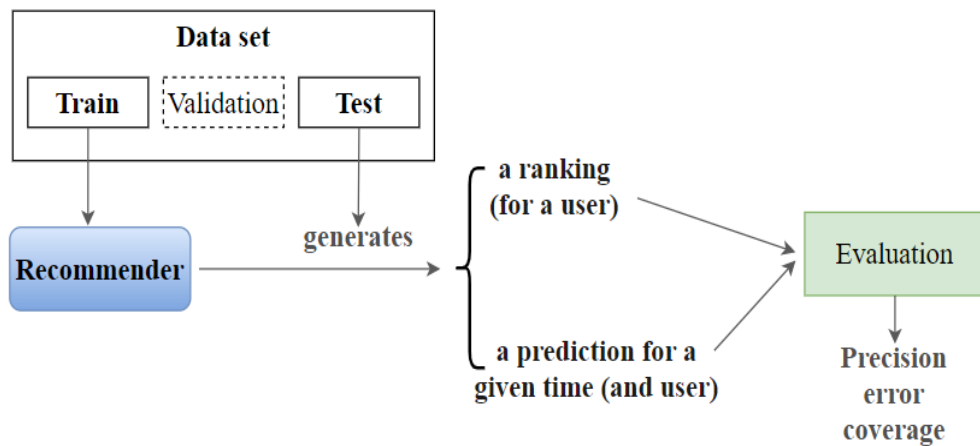 Data set
Train
Validation
Test
Recommender
generates
a ranking
(for a user)
a prediction for a
given time (and user)
Evaluation
Precision
error
coverage